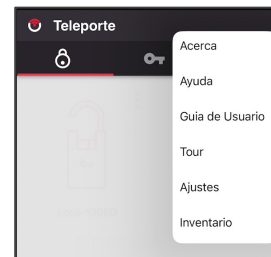 Teleporte
Acerca
Ayuda
Guia de Usuario
Tour
Ajustes
Inventario